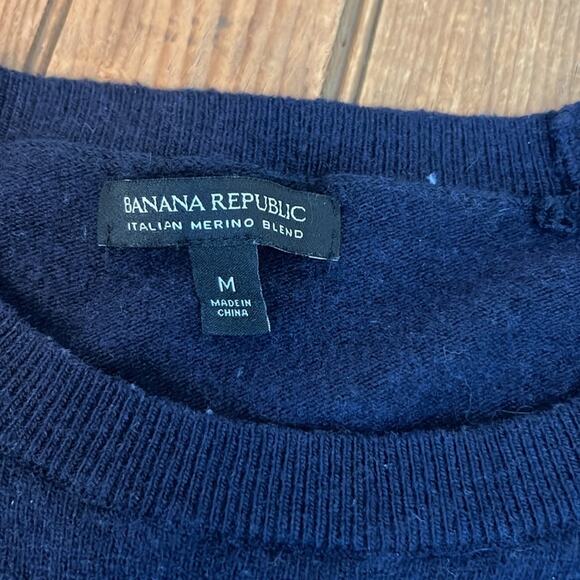 BANANA REPUBLIC
ITALIAN MERINO BLEND
M
MADE IN
CHINA